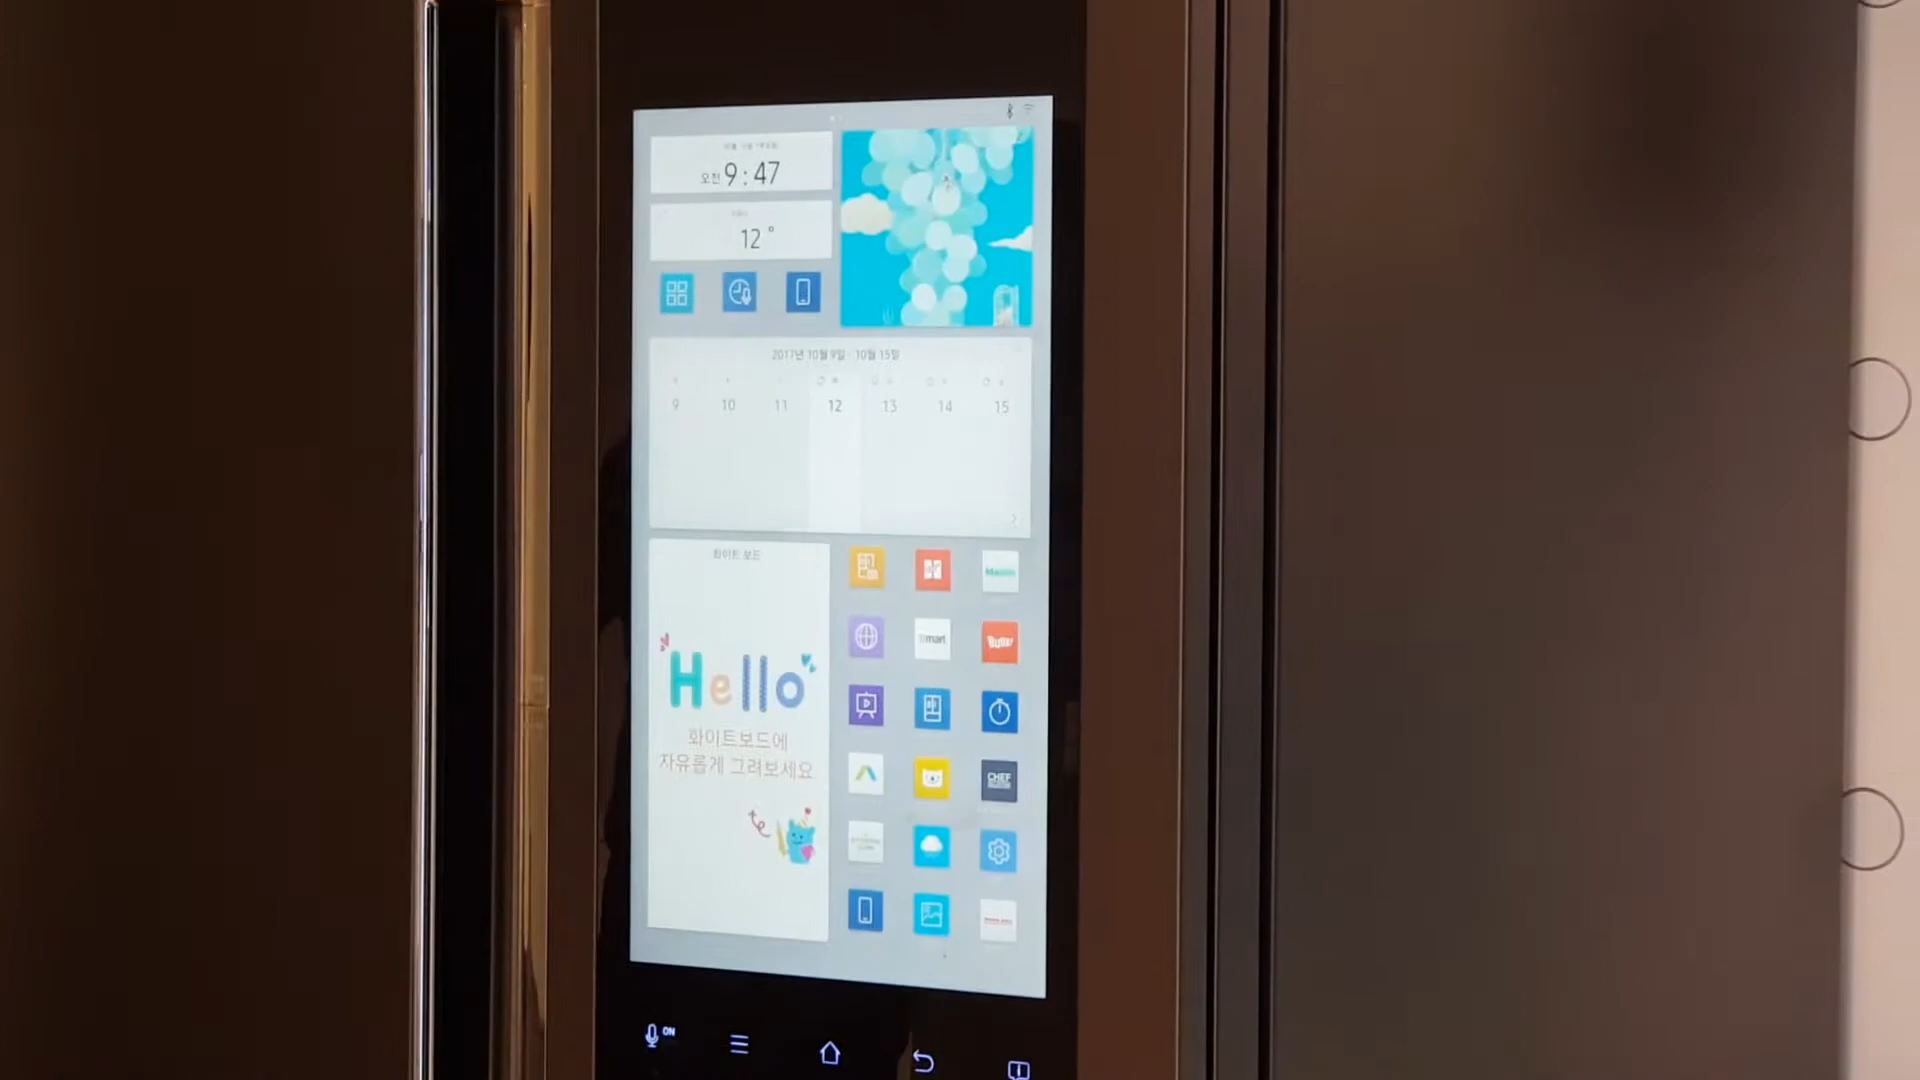 오전 9:47
12°
2017년 10월 9일 - 10월 15일
9 10 11 12 13 14 15
화이트 보드
Hello
화이트보드에
자유롭게 그려보세요
CHEF
ON